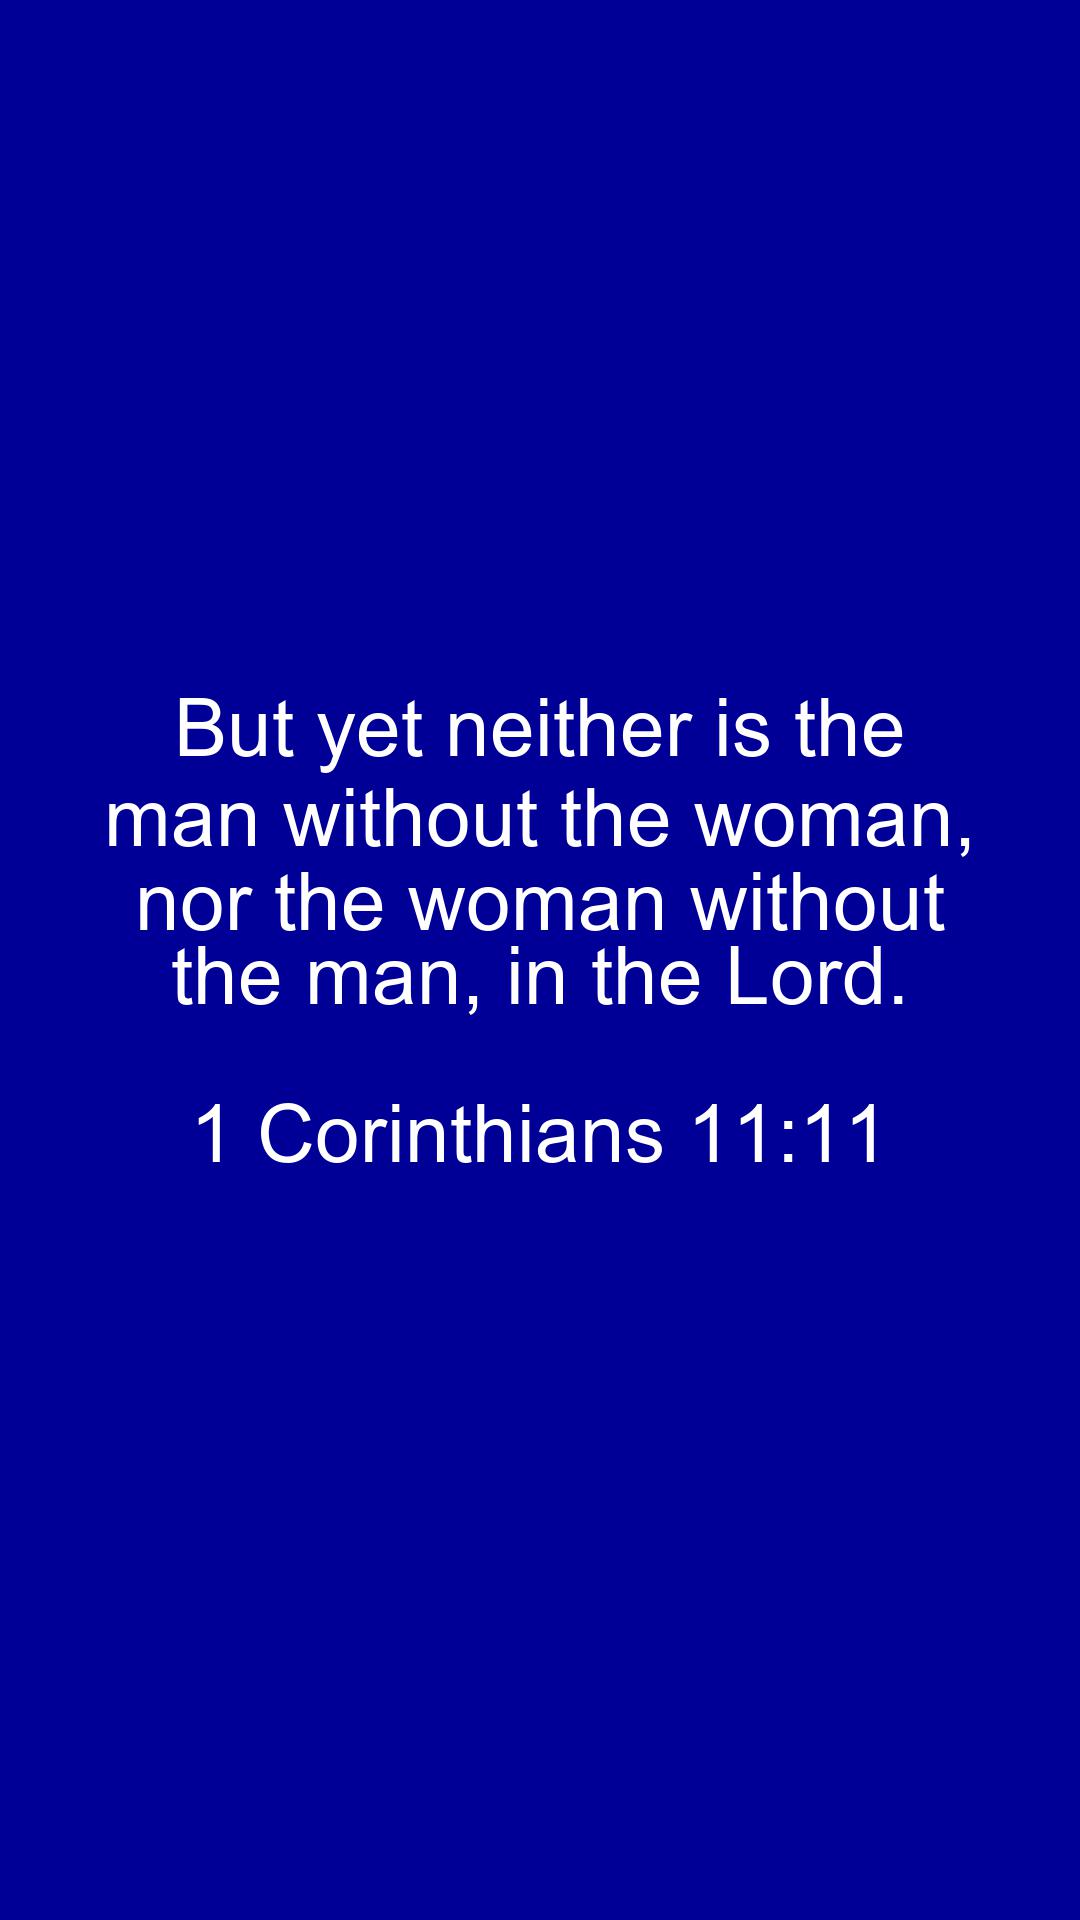 But yet neither is the
man without the woman,
nor the woman without
the man, in the Lord.
1 Corinthians 11:11